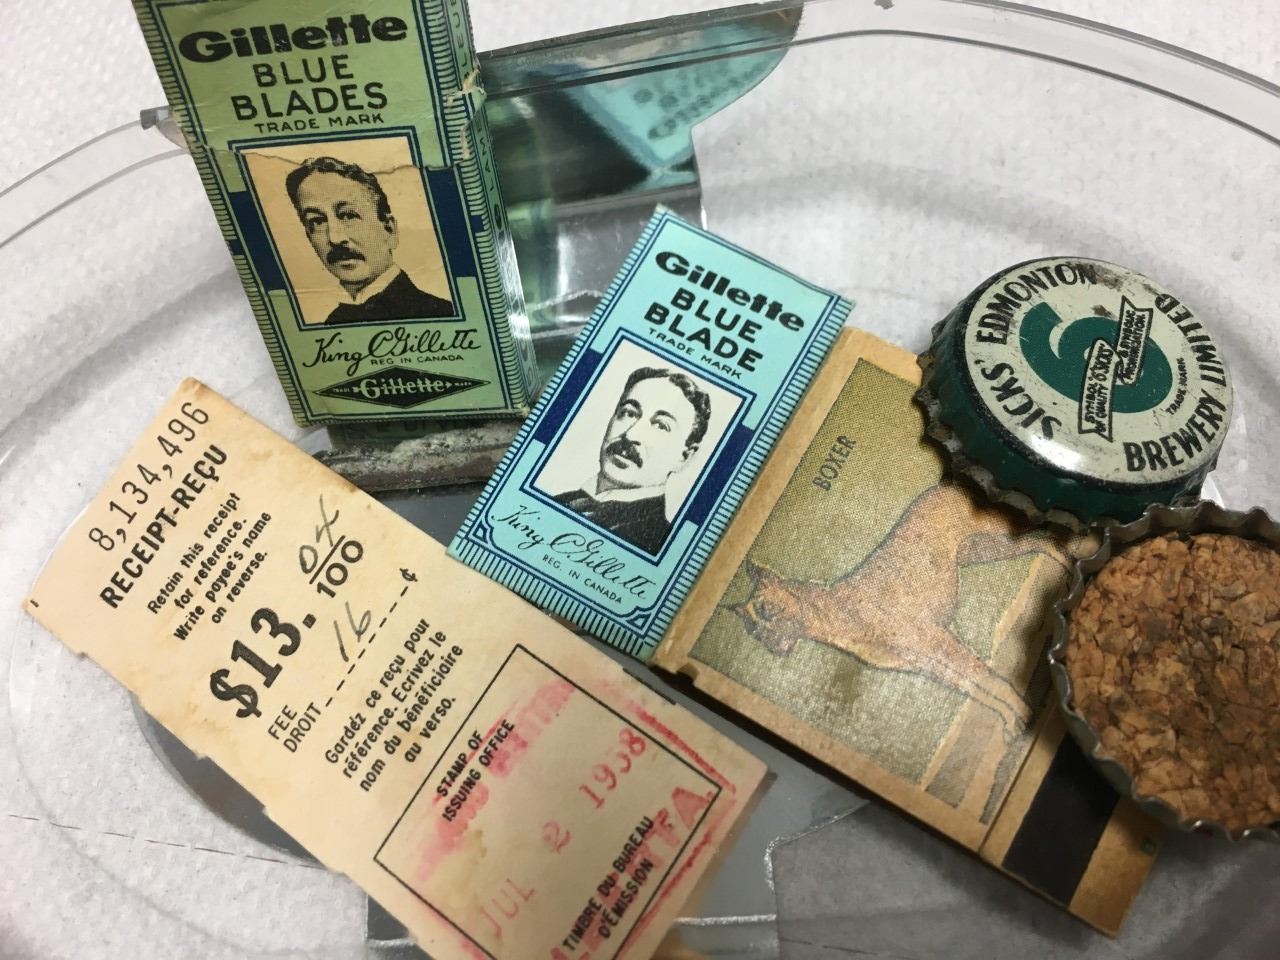 Gillette
BLUE
BLADES
TRADE MARK
King C Gillette
REG. IN CANADA
TRADE Gillette MARK
Gillette
BLUE
BLADE
TRADE MARK
King C Gillette
REG. IN CANADA
BOXER
SICKS' EDMONTON
BREWERY LIMITED
6
TRADE MARK
8,134,496
RECEIPT-REÇU
Retain this receipt
for reference.
Write payee's name
on reverse.
$13. 04/100
FEE
DROIT 16 ¢
Gardez ce reçu pour
référence. Ecrivez le
nom du bénéficiaire
au verso.
STAMP OF
ISSUING OFFICE
JUL 2 1958
TIMBRE DU BUREAU
D'ÉMISSION